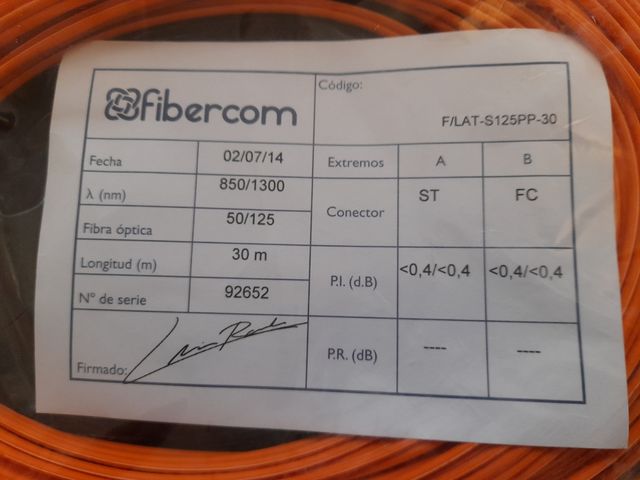 fibercom
Código:
F/LAT-S125PP-30
Fecha 02/07/14 Extremos A B
λ (nm) 850/1300 Conector ST FC
Fibra óptica 50/125
Longitud (m) 30 m P.I. (d.B) <0,4/<0,4 <0,4/<0,4
Nº de serie 92652
Firmado: P.R. (dB) ---- ----